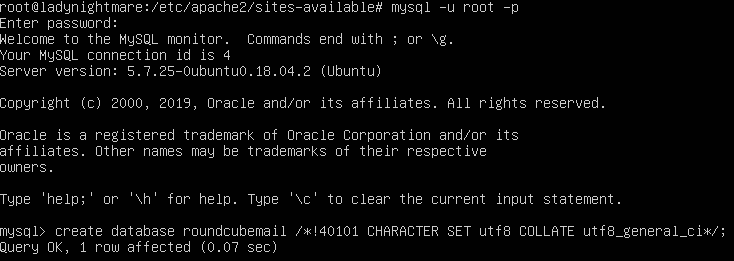 root@ladynightmare:/etc/apache2/sites-available# mysql -u root -p
Enter password:
Welcome to the MySQL monitor.  Commands end with ; or \g.
Your MySQL connection id is 4
Server version: 5.7.25-0ubuntu0.18.04.2 (Ubuntu)
Copyright (c) 2000, 2019, Oracle and/or its affiliates. All rights reserved.
Oracle is a registered trademark of Oracle Corporation and/or its
affiliates. Other names may be trademarks of their respective
owners.
Type 'help;' or '\h' for help. Type '\c' to clear the current input statement.
mysql> create database roundcubemail /*!40101 CHARACTER SET utf8 COLLATE utf8_general_ci*/;
Query OK, 1 row affected (0.07 sec)